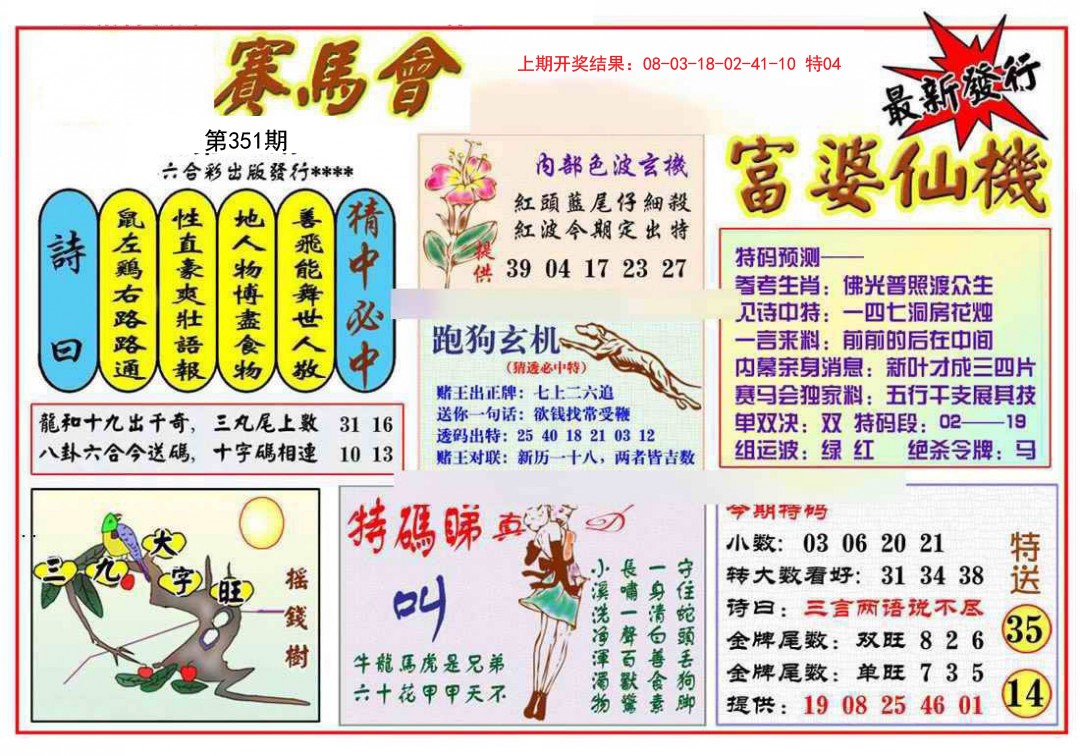 賽馬會
上期开奖结果：08-03-18-02-41-10 特04
最新發行
第351期
六合彩出版發行****
富婆仙機
詩曰
鼠左鷄右路路通
性直豪爽壯語報
地人物博盡食物
善飛能舞世人敬
猜中必中
內部色波玄機
紅頭藍尾仔細殺
紅波今期定出特
提供
39 04 17 23 27
特码预测——
参考生肖：佛光普照渡众生
见诗中特：一四七洞房花烛
一言来料：前前的后在中间
内幕亲身消息：新叶才成三四片
赛马会独家料：五行干支展其技
单双决：双 特码段：02——19
组运波：绿 红 绝杀令牌：马
跑狗玄机
（猜透必中特）
赌王出正牌：七上二六追
送你一句话：欲钱找常受鞭
透码出特：25 40 18 21 03 12
赌王对联：新历一十八，两者皆吉数
龍和十九出千奇，三丸尾上數 31 16
八卦六合今送碼，十字碼相連 10 13
三九大字旺
搖錢樹
特碼睇真D
叫
牛龍馬虎是兄弟
六十花甲甲天不
守住蛇頭丢狗脚
一身清白善食素
長嘯一聲百獸驚
小溪洗净渾濁物
今期特码
小数：03 06 20 21
转大数看好：31 34 38
诗曰：三言两语说不尽
金牌尾数：双旺 8 2 6
金牌尾数：单旺 7 3 5
提供：19 08 25 46 01
特送
35
14